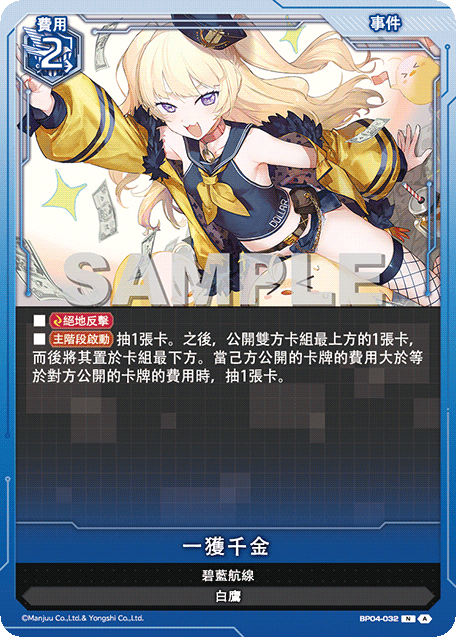 費用
事件
2
DOLLAR
SAMPLE
■ 絕地反擊
■ 主階段啟動 抽1張卡。之後，公開雙方卡組最上方的1張卡，
而後將其置於卡組最下方。當己方公開的卡牌的費用大於等
於對方公開的卡牌的費用時，抽1張卡。
一獲千金
碧藍航線
白鷹
©Manjuu Co.,Ltd.& Yongshi Co.,Ltd.
BP04-032 N A